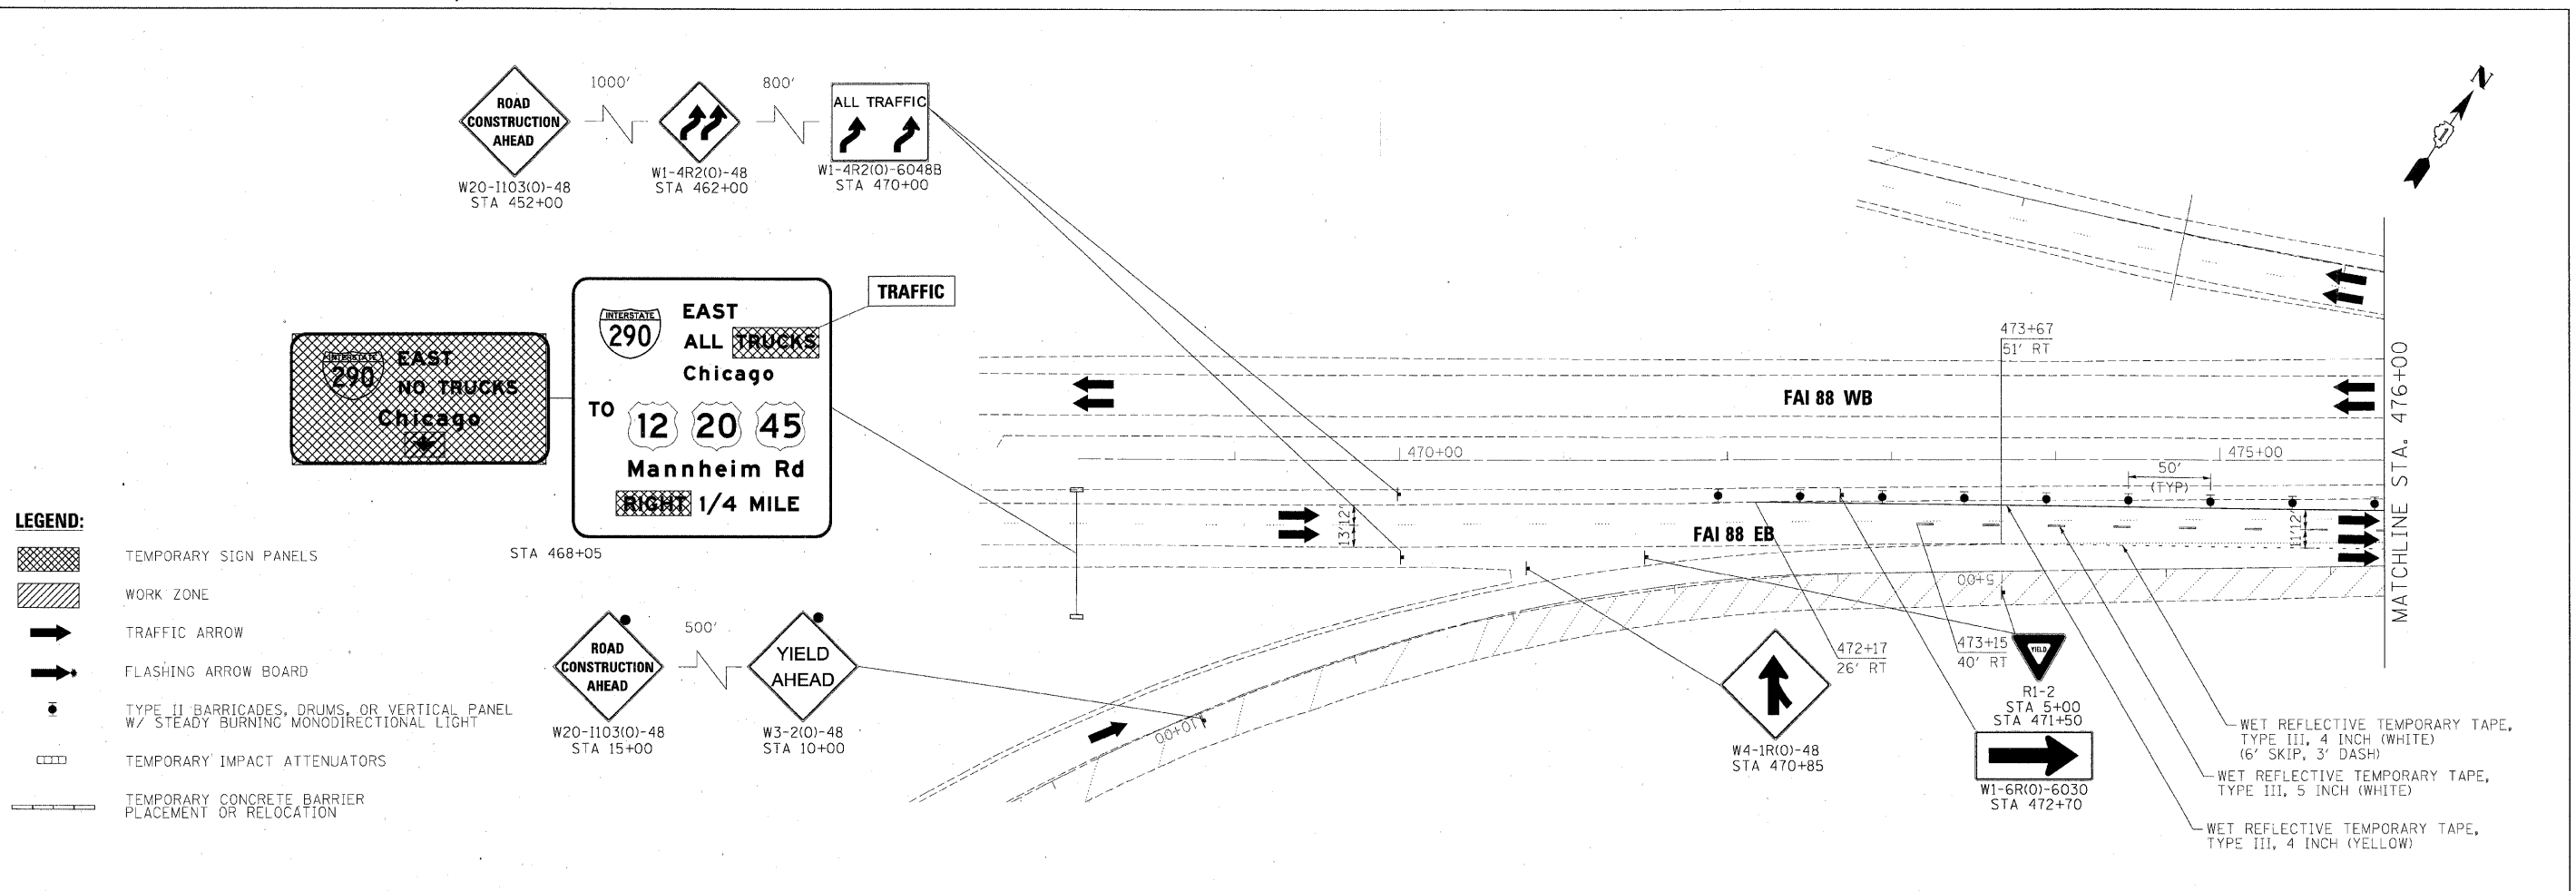 ROAD
CONSTRUCTION
AHEAD
W20-I103(O)-48
STA 452+00
1000'
W1-4R2(O)-48
STA 462+00
800'
ALL TRAFFIC
W1-4R2(O)-6048B
STA 470+00
N
INTERSTATE
290
EAST
NO TRUCKS
Chicago
INTERSTATE
290
EAST
ALL TRUCKS
Chicago
TO 12 20 45
Mannheim Rd
RIGHT 1/4 MILE
TRAFFIC
STA 468+05
LEGEND:
TEMPORARY SIGN PANELS
WORK ZONE
TRAFFIC ARROW
FLASHING ARROW BOARD
TYPE II BARRICADES, DRUMS, OR VERTICAL PANEL
W/ STEADY BURNING MONODIRECTIONAL LIGHT
TEMPORARY IMPACT ATTENUATORS
TEMPORARY CONCRETE BARRIER
PLACEMENT OR RELOCATION
ROAD
CONSTRUCTION
AHEAD
W20-I103(O)-48
STA 15+00
500'
YIELD
AHEAD
W3-2(O)-48
STA 10+00
473+67
51' RT
FAI 88 WB
470+00
475+00
50'
(TYP)
13'12'
FAI 88 EB
11'12'
MATCHLINE STA. 476+00
5+00
10+00
472+17
26' RT
473+15
40' RT
YIELD
R1-2
STA 5+00
STA 471+50
W4-1R(O)-48
STA 470+85
W1-6R(O)-6030
STA 472+70
WET REFLECTIVE TEMPORARY TAPE,
TYPE III, 4 INCH (WHITE)
(6' SKIP, 3' DASH)
WET REFLECTIVE TEMPORARY TAPE,
TYPE III, 5 INCH (WHITE)
WET REFLECTIVE TEMPORARY TAPE,
TYPE III, 4 INCH (YELLOW)